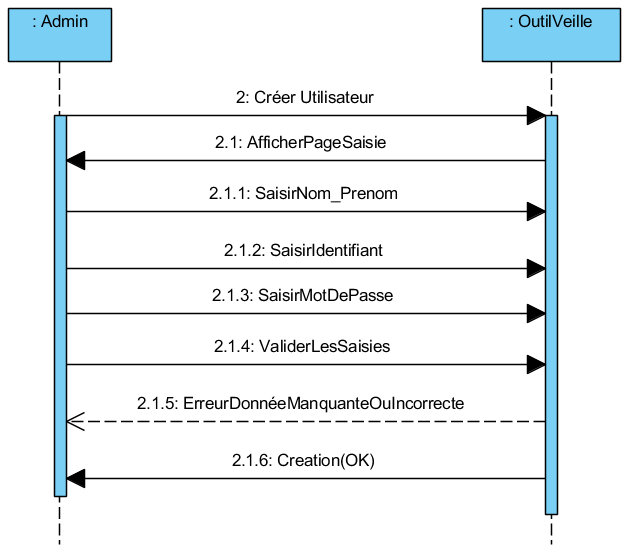 : Admin
: OutilVeille
2: Créer Utilisateur
2.1: AfficherPageSaisie
2.1.1: SaisirNom_Prenom
2.1.2: SaisirIdentifiant
2.1.3: SaisirMotDePasse
2.1.4: ValiderLesSaisies
2.1.5: ErreurDonnéeManquanteOuIncorrecte
2.1.6: Creation(OK)